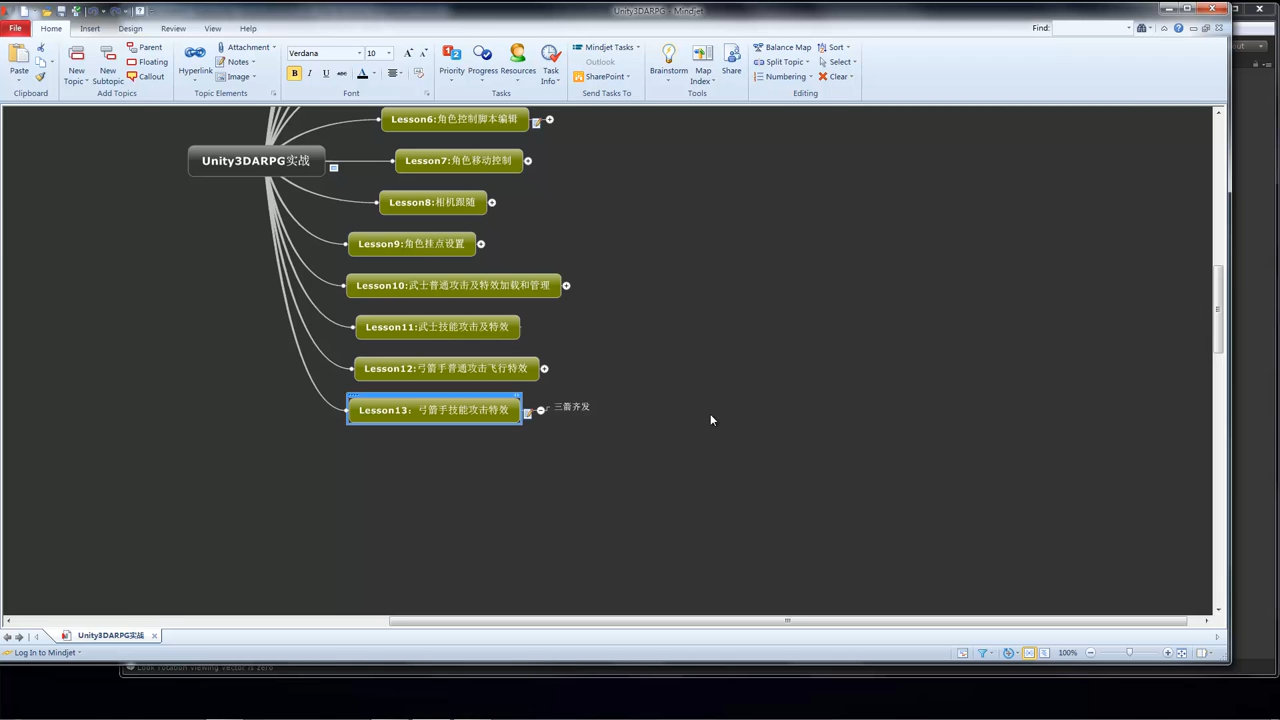 Unity3DARPG - Mindjet
File
Home
Insert
Design
Review
View
Help
Find:
Paste
Clipboard
New Topic
New Subtopic
Parent
Floating
Callout
Add Topics
Hyperlink
Attachment
Notes
Image
Topic Elements
Verdana
10
B I U abc A
Font
Priority
Progress
Resources
Task Info
Tasks
Mindjet Tasks
Outlook
SharePoint
Send Tasks To
Brainstorm
Map Index
Share
Tools
Balance Map
Split Topic
Numbering
Sort
Select
Clear
Editing
Lesson6:角色控制脚本编辑
Unity3DARPG实战
Lesson7:角色移动控制
Lesson8:相机跟随
Lesson9:角色挂点设置
Lesson10:武士普通攻击及特效加载和管理
Lesson11:武士技能攻击及特效
Lesson12:弓箭手普通攻击飞行特效
Lesson13：弓箭手技能攻击特效
三箭齐发
Unity3DARPG实战
Log In to Mindjet
100%
Look rotation viewing vector is zero